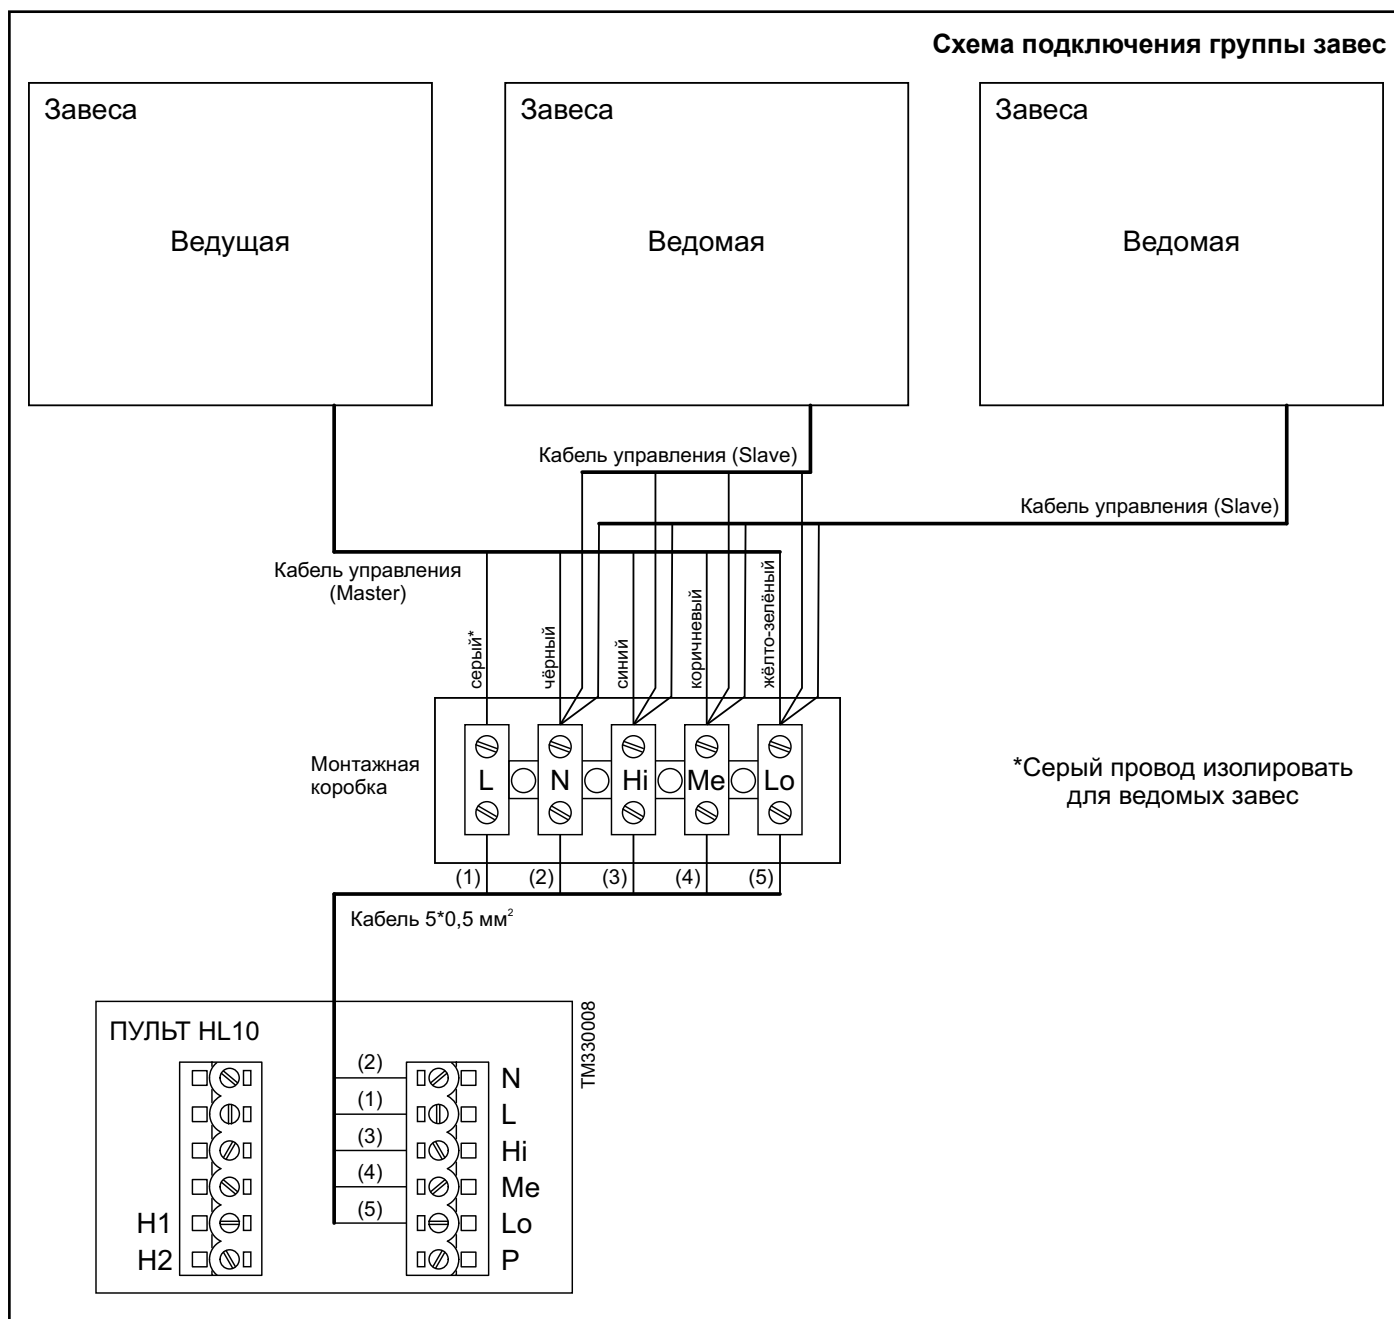 Схема подключения группы завес
Завеса
Завеса
Завеса
Ведущая
Ведомая
Ведомая
Кабель управления (Slave)
Кабель управления (Slave)
Кабель управления
(Master)
серый*
чёрный
синий
коричневый
жёлто-зелёный
Монтажная
коробка
L N Hi Me Lo
*Серый провод изолировать
для ведомых завес
(1) (2) (3) (4) (5)
Кабель 5*0,5 мм²
ПУЛЬТ HL10
TM330008
(2) N
(1) L
(3) Hi
(4) Me
H1 (5) Lo
H2 P